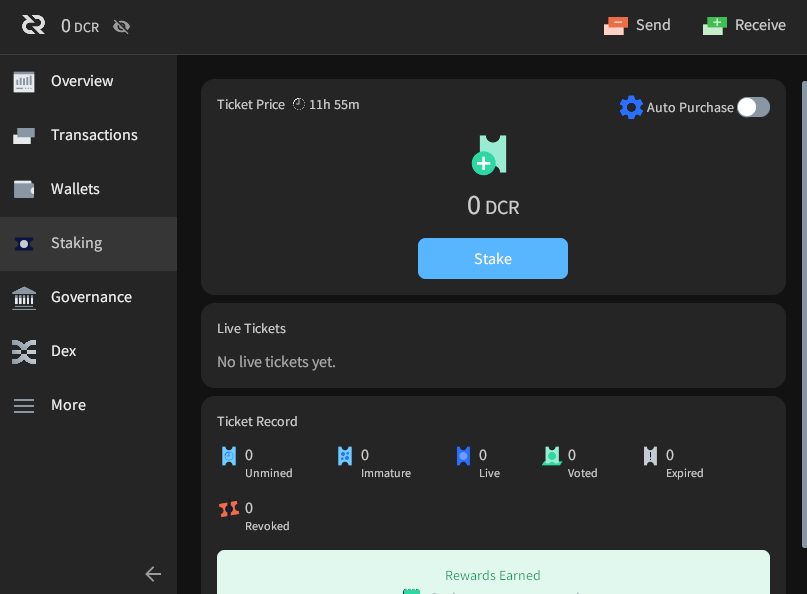 0 DCR
Send
Receive
Overview
Transactions
Wallets
Staking
Governance
Dex
More
Ticket Price 11h 55m
Auto Purchase
0 DCR
Stake
Live Tickets
No live tickets yet.
Ticket Record
0
Unmined
0
Immature
0
Live
0
Voted
0
Expired
0
Revoked
Rewards Earned